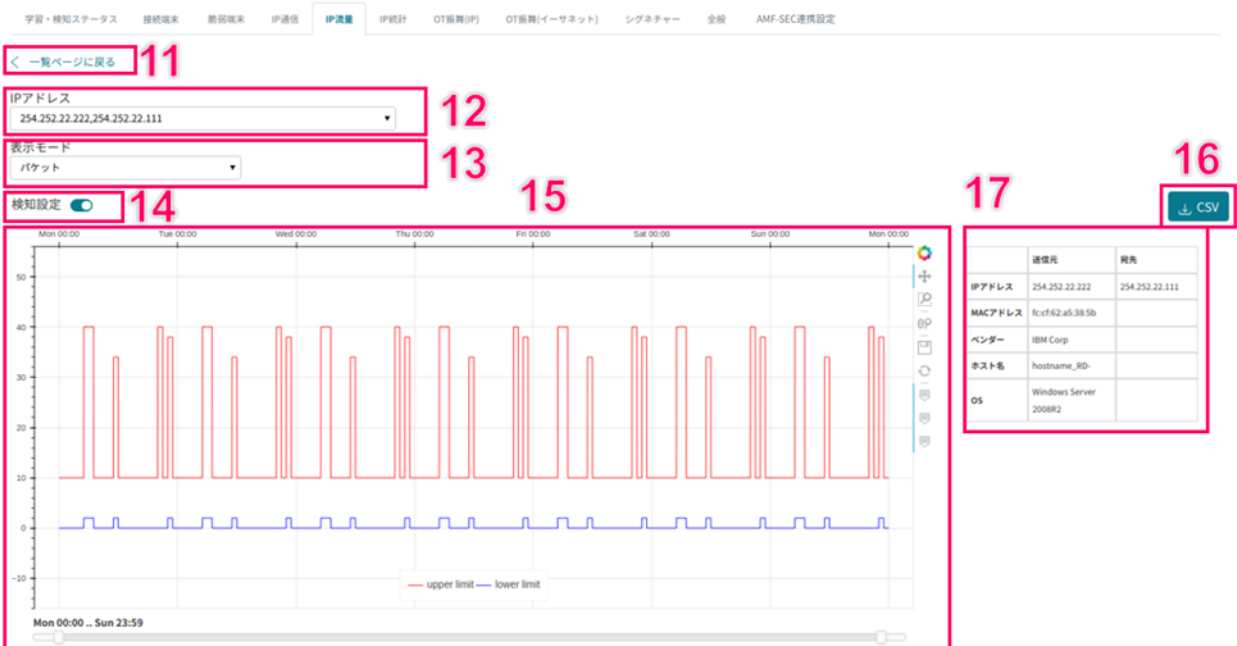 学習・検知ステータス 接続端末 脆弱端末 IP通信 IP流量 IP統計 OT振舞(IP) OT振舞(イーサネット) シグネチャー 全般 AMF-SEC連携設定
一覧ページに戻る 11
IPアドレス
254.252.22.222,254.252.22.111 12
表示モード
パケット 13
検知設定 14
15
16
CSV
17
Mon 00:00 Tue 00:00 Wed 00:00 Thu 00:00 Fri 00:00 Sat 00:00 Sun 00:00 Mon 00:00
50
40
30
20
10
0
-10
upper limit lower limit
Mon 00:00 .. Sun 23:59
送信元 宛先
IPアドレス 254.252.22.222 254.252.22.111
MACアドレス fc:cf:62:a5:38:5b
ベンダー IBM Corp
ホスト名 hostname_RD-
OS Windows Server
2008R2